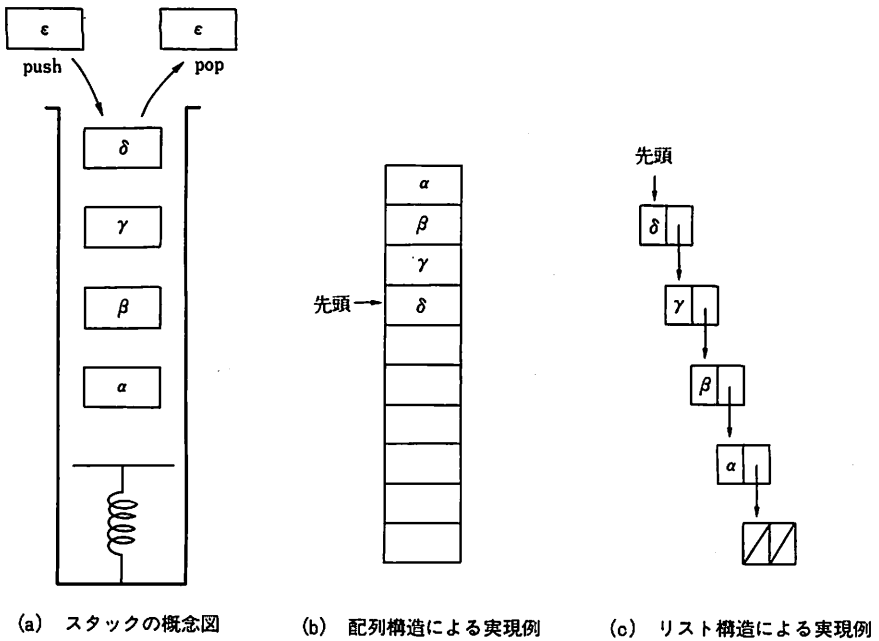 ε
ε
push
pop
δ
γ
β
α
(a) スタックの概念図
α
β
γ
先頭
δ
(b) 配列構造による実現例
先頭
δ
γ
β
α
(c) リスト構造による実現例